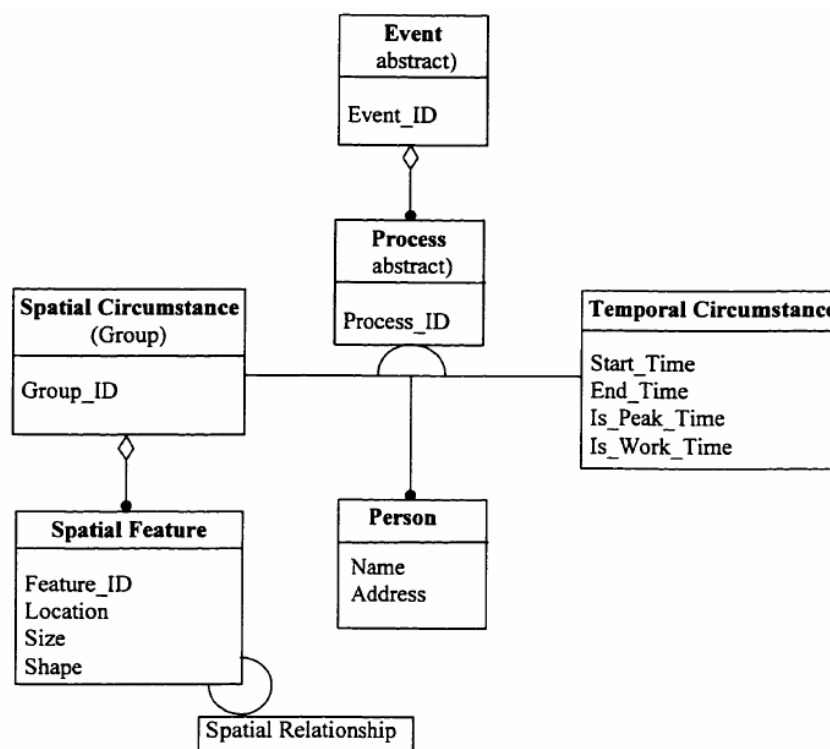 Event
abstract)
Event_ID
Process
abstract)
Process_ID
Spatial Circumstance
(Group)
Group_ID
Temporal Circumstance
Start_Time
End_Time
Is_Peak_Time
Is_Work_Time
Spatial Feature
Feature_ID
Location
Size
Shape
Person
Name
Address
Spatial Relationship